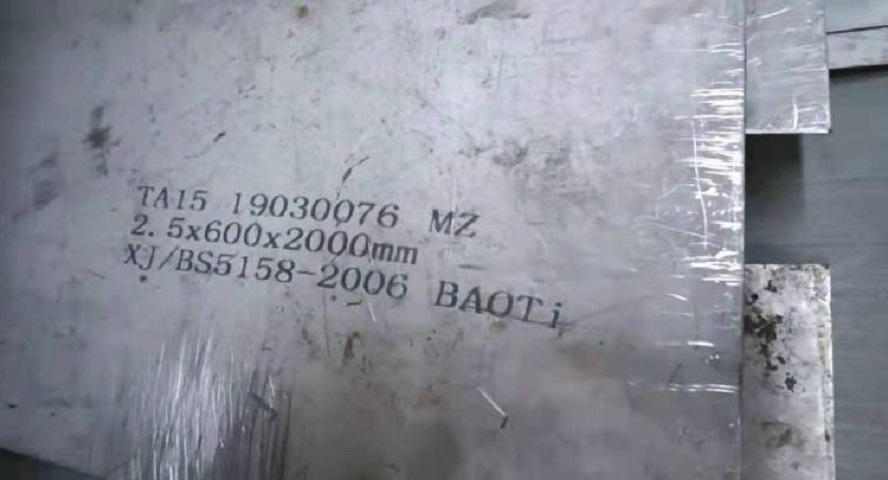 TA15 19030076 MZ
2.5x600x2000mm
XJ/BS5158-2006 BAOTi